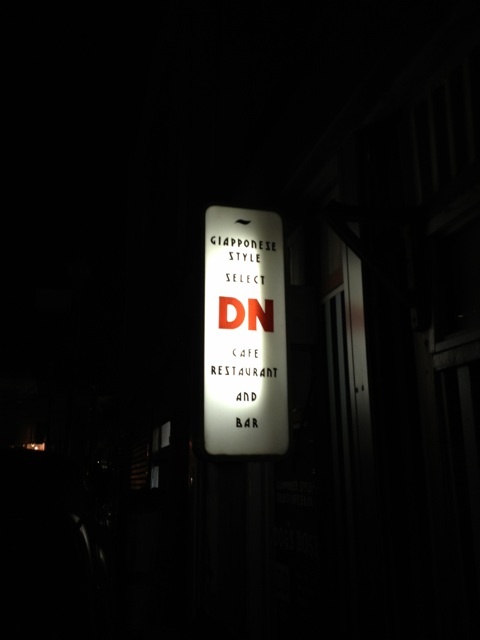 ~
GIAPPONESE
STYLE
SELECT
DN
CAFE
RESTAURANT
AND
BAR